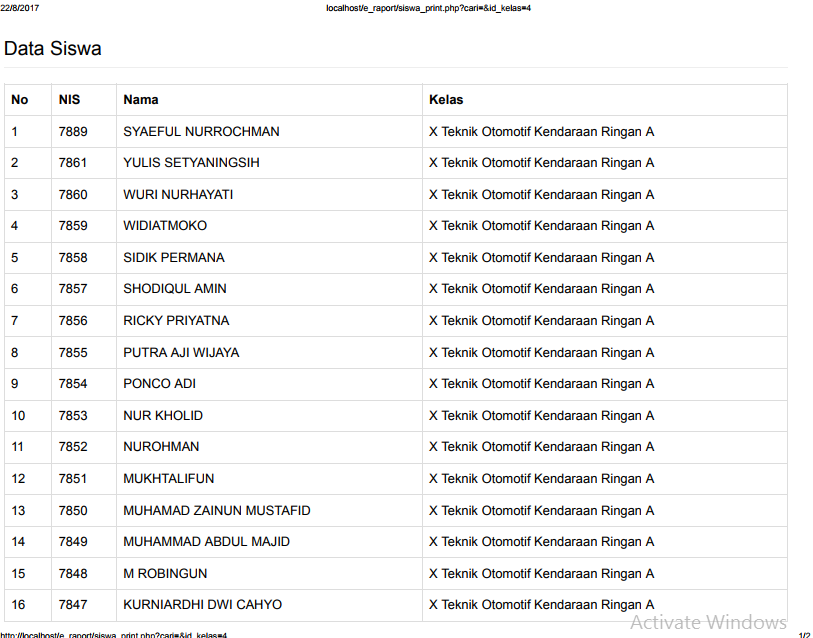 22/8/2017 localhost/e_raport/siswa_print.php?cari=&id_kelas=4
Data Siswa
No NIS Nama Kelas
1 7889 SYAEFUL NURROCHMAN X Teknik Otomotif Kendaraan Ringan A
2 7861 YULIS SETYANINGSIH X Teknik Otomotif Kendaraan Ringan A
3 7860 WURI NURHAYATI X Teknik Otomotif Kendaraan Ringan A
4 7859 WIDIATMOKO X Teknik Otomotif Kendaraan Ringan A
5 7858 SIDIK PERMANA X Teknik Otomotif Kendaraan Ringan A
6 7857 SHODIQUL AMIN X Teknik Otomotif Kendaraan Ringan A
7 7856 RICKY PRIYATNA X Teknik Otomotif Kendaraan Ringan A
8 7855 PUTRA AJI WIJAYA X Teknik Otomotif Kendaraan Ringan A
9 7854 PONCO ADI X Teknik Otomotif Kendaraan Ringan A
10 7853 NUR KHOLID X Teknik Otomotif Kendaraan Ringan A
11 7852 NUROHMAN X Teknik Otomotif Kendaraan Ringan A
12 7851 MUKHTALIFUN X Teknik Otomotif Kendaraan Ringan A
13 7850 MUHAMAD ZAINUN MUSTAFID X Teknik Otomotif Kendaraan Ringan A
14 7849 MUHAMMAD ABDUL MAJID X Teknik Otomotif Kendaraan Ringan A
15 7848 M ROBINGUN X Teknik Otomotif Kendaraan Ringan A
16 7847 KURNIARDHI DWI CAHYO X Teknik Otomotif Kendaraan Ringan A
Activate Windows
http://localhost/e_raport/siswa_print.php?cari=&id_kelas=4 1/2